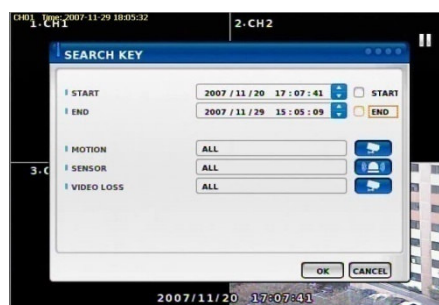 CH01 Time: 2007-11-29 18:05:32
1.CH1
2-CH2
SEARCH KEY
START 2007 / 11 / 20 17 : 07 : 41 START
END 2007 / 11 / 29 15 : 05 : 09 END
MOTION ALL
SENSOR ALL
VIDEO LOSS ALL
3-C
OK CANCEL
2007/11/20 17:07:41